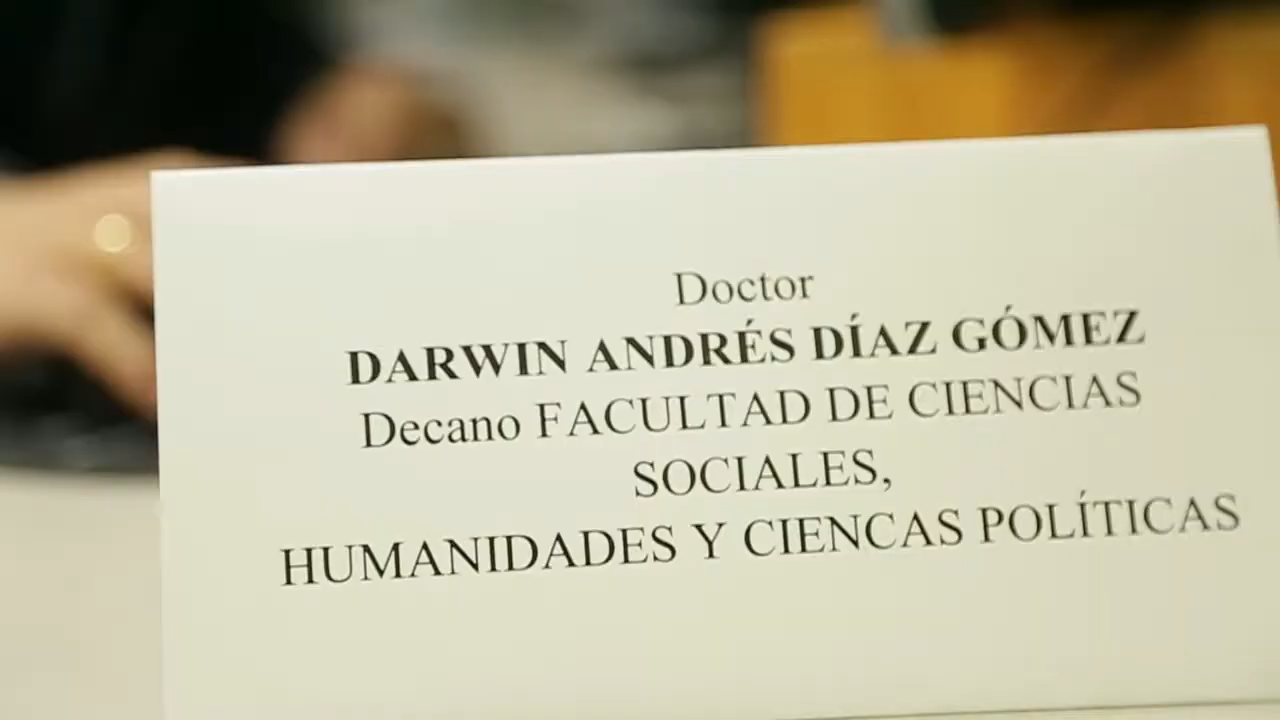 Doctor
DARWIN ANDRÉS DÍAZ GÓMEZ
Decano FACULTAD DE CIENCIAS
SOCIALES,
HUMANIDADES Y CIENCAS POLÍTICAS